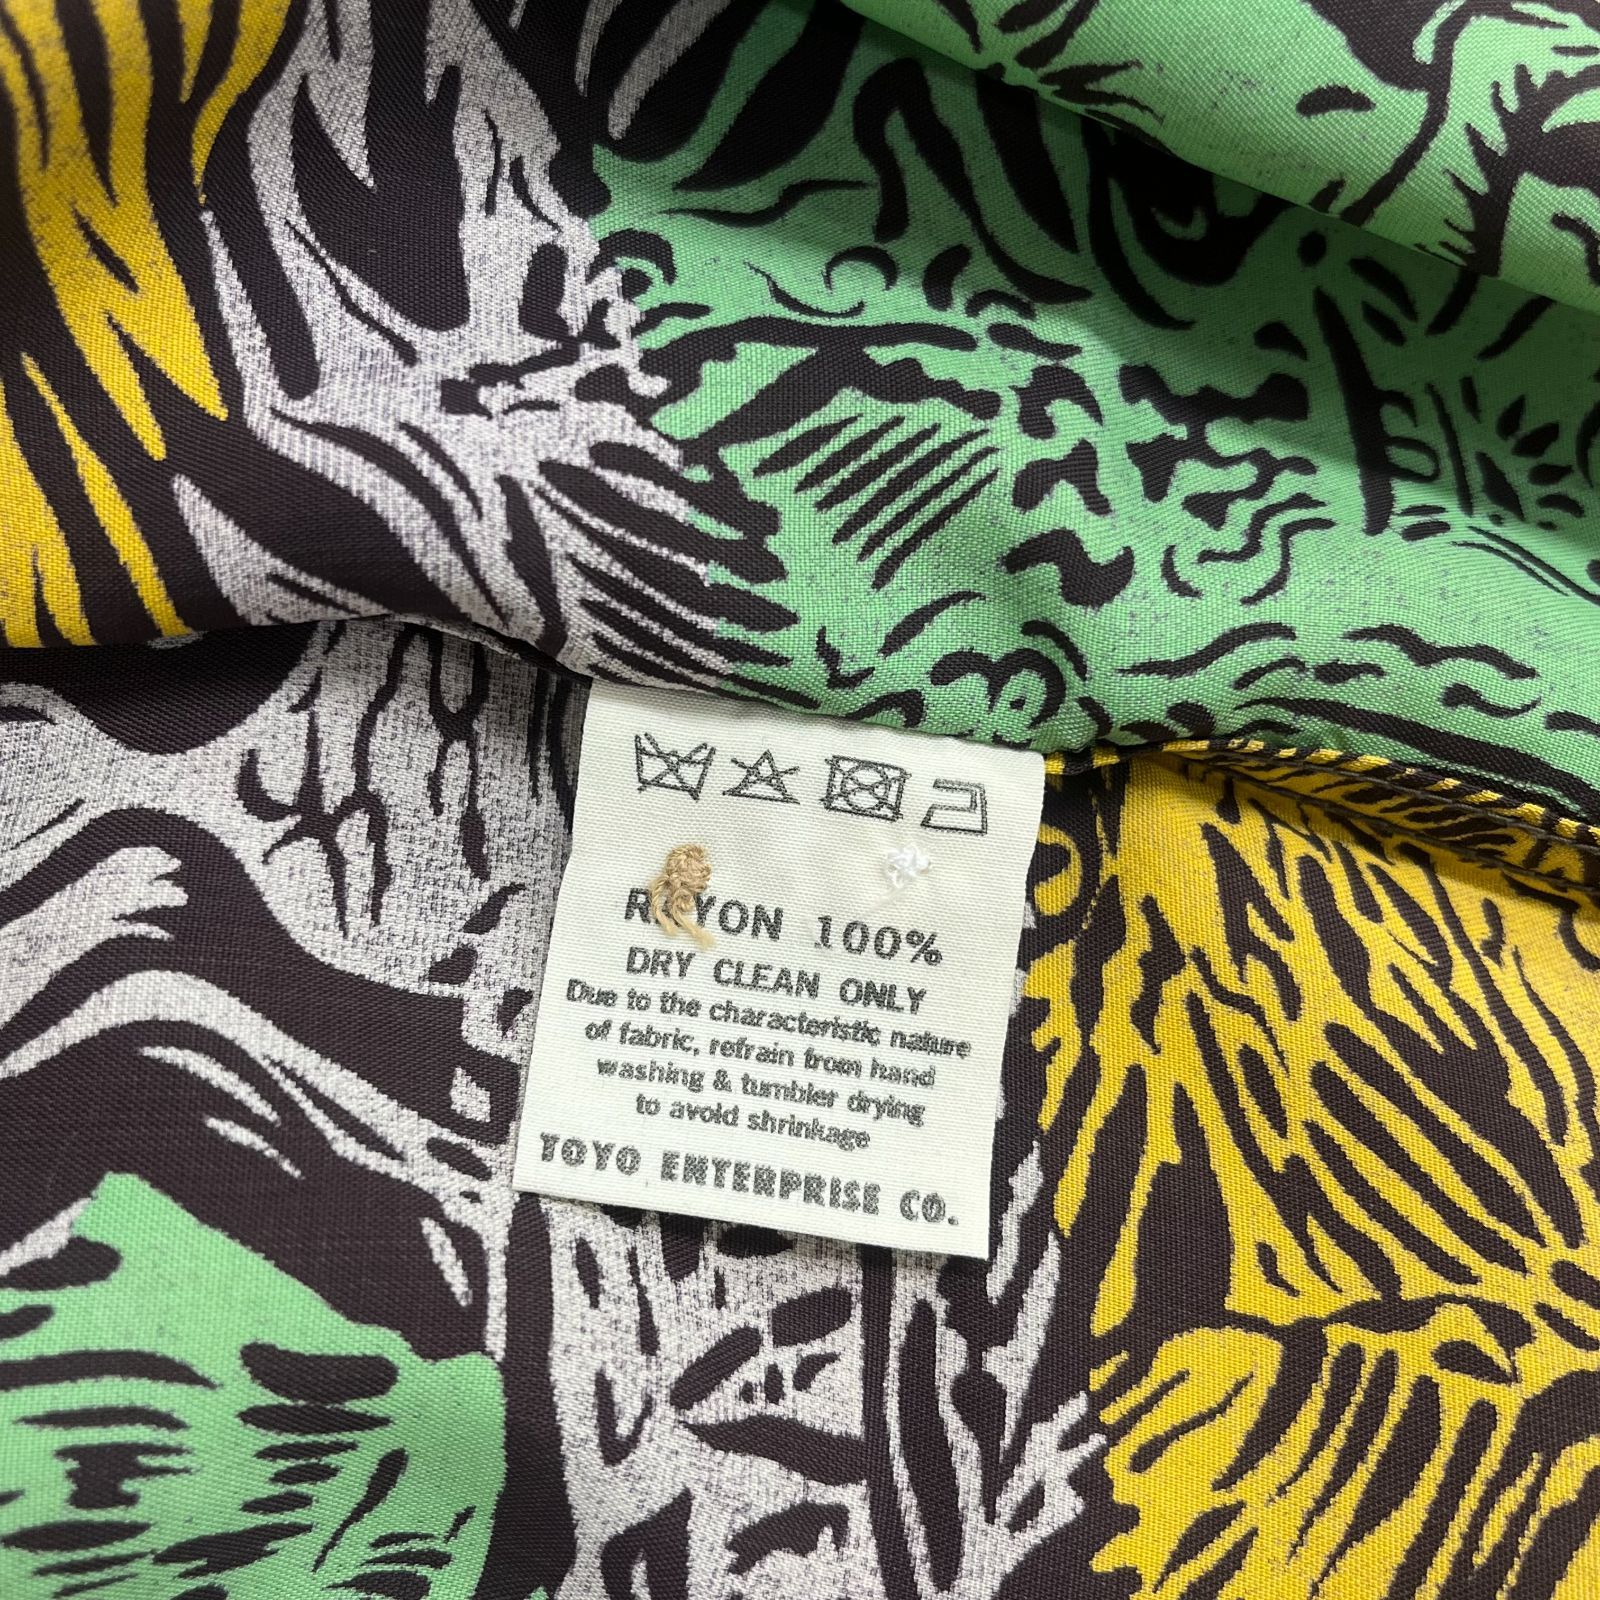 RAYON 100%
DRY CLEAN ONLY
Due to the characteristic nature
of fabric, refrain from hand
washing & tumbler drying
to avoid shrinkage
TOYO ENTERPRISE CO.